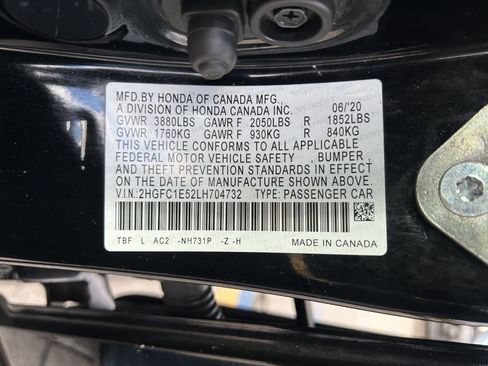 MFD.BY HONDA OF CANADA MFG.,
A DIVISION OF HONDA CANADA INC. 06/'20
GVWR 3880LBS GAWR F 2050LBS R 1852LBS
GVWR 1760KG GAWR F 930KG R 840KG
THIS VEHICLE CONFORMS TO ALL APPLICABLE
FEDERAL MOTOR VEHICLE SAFETY , BUMPER ,
AND THEFT PREVENTION STANDARDS IN EFFECT
ON THE DATE OF MANUFACTURE SHOWN ABOVE.
V.I.N.:2HGFC1E52LH704732 TYPE: PASSENGER CAR
TBF L AC2 -NH731P -Z -H MADE IN CANADA